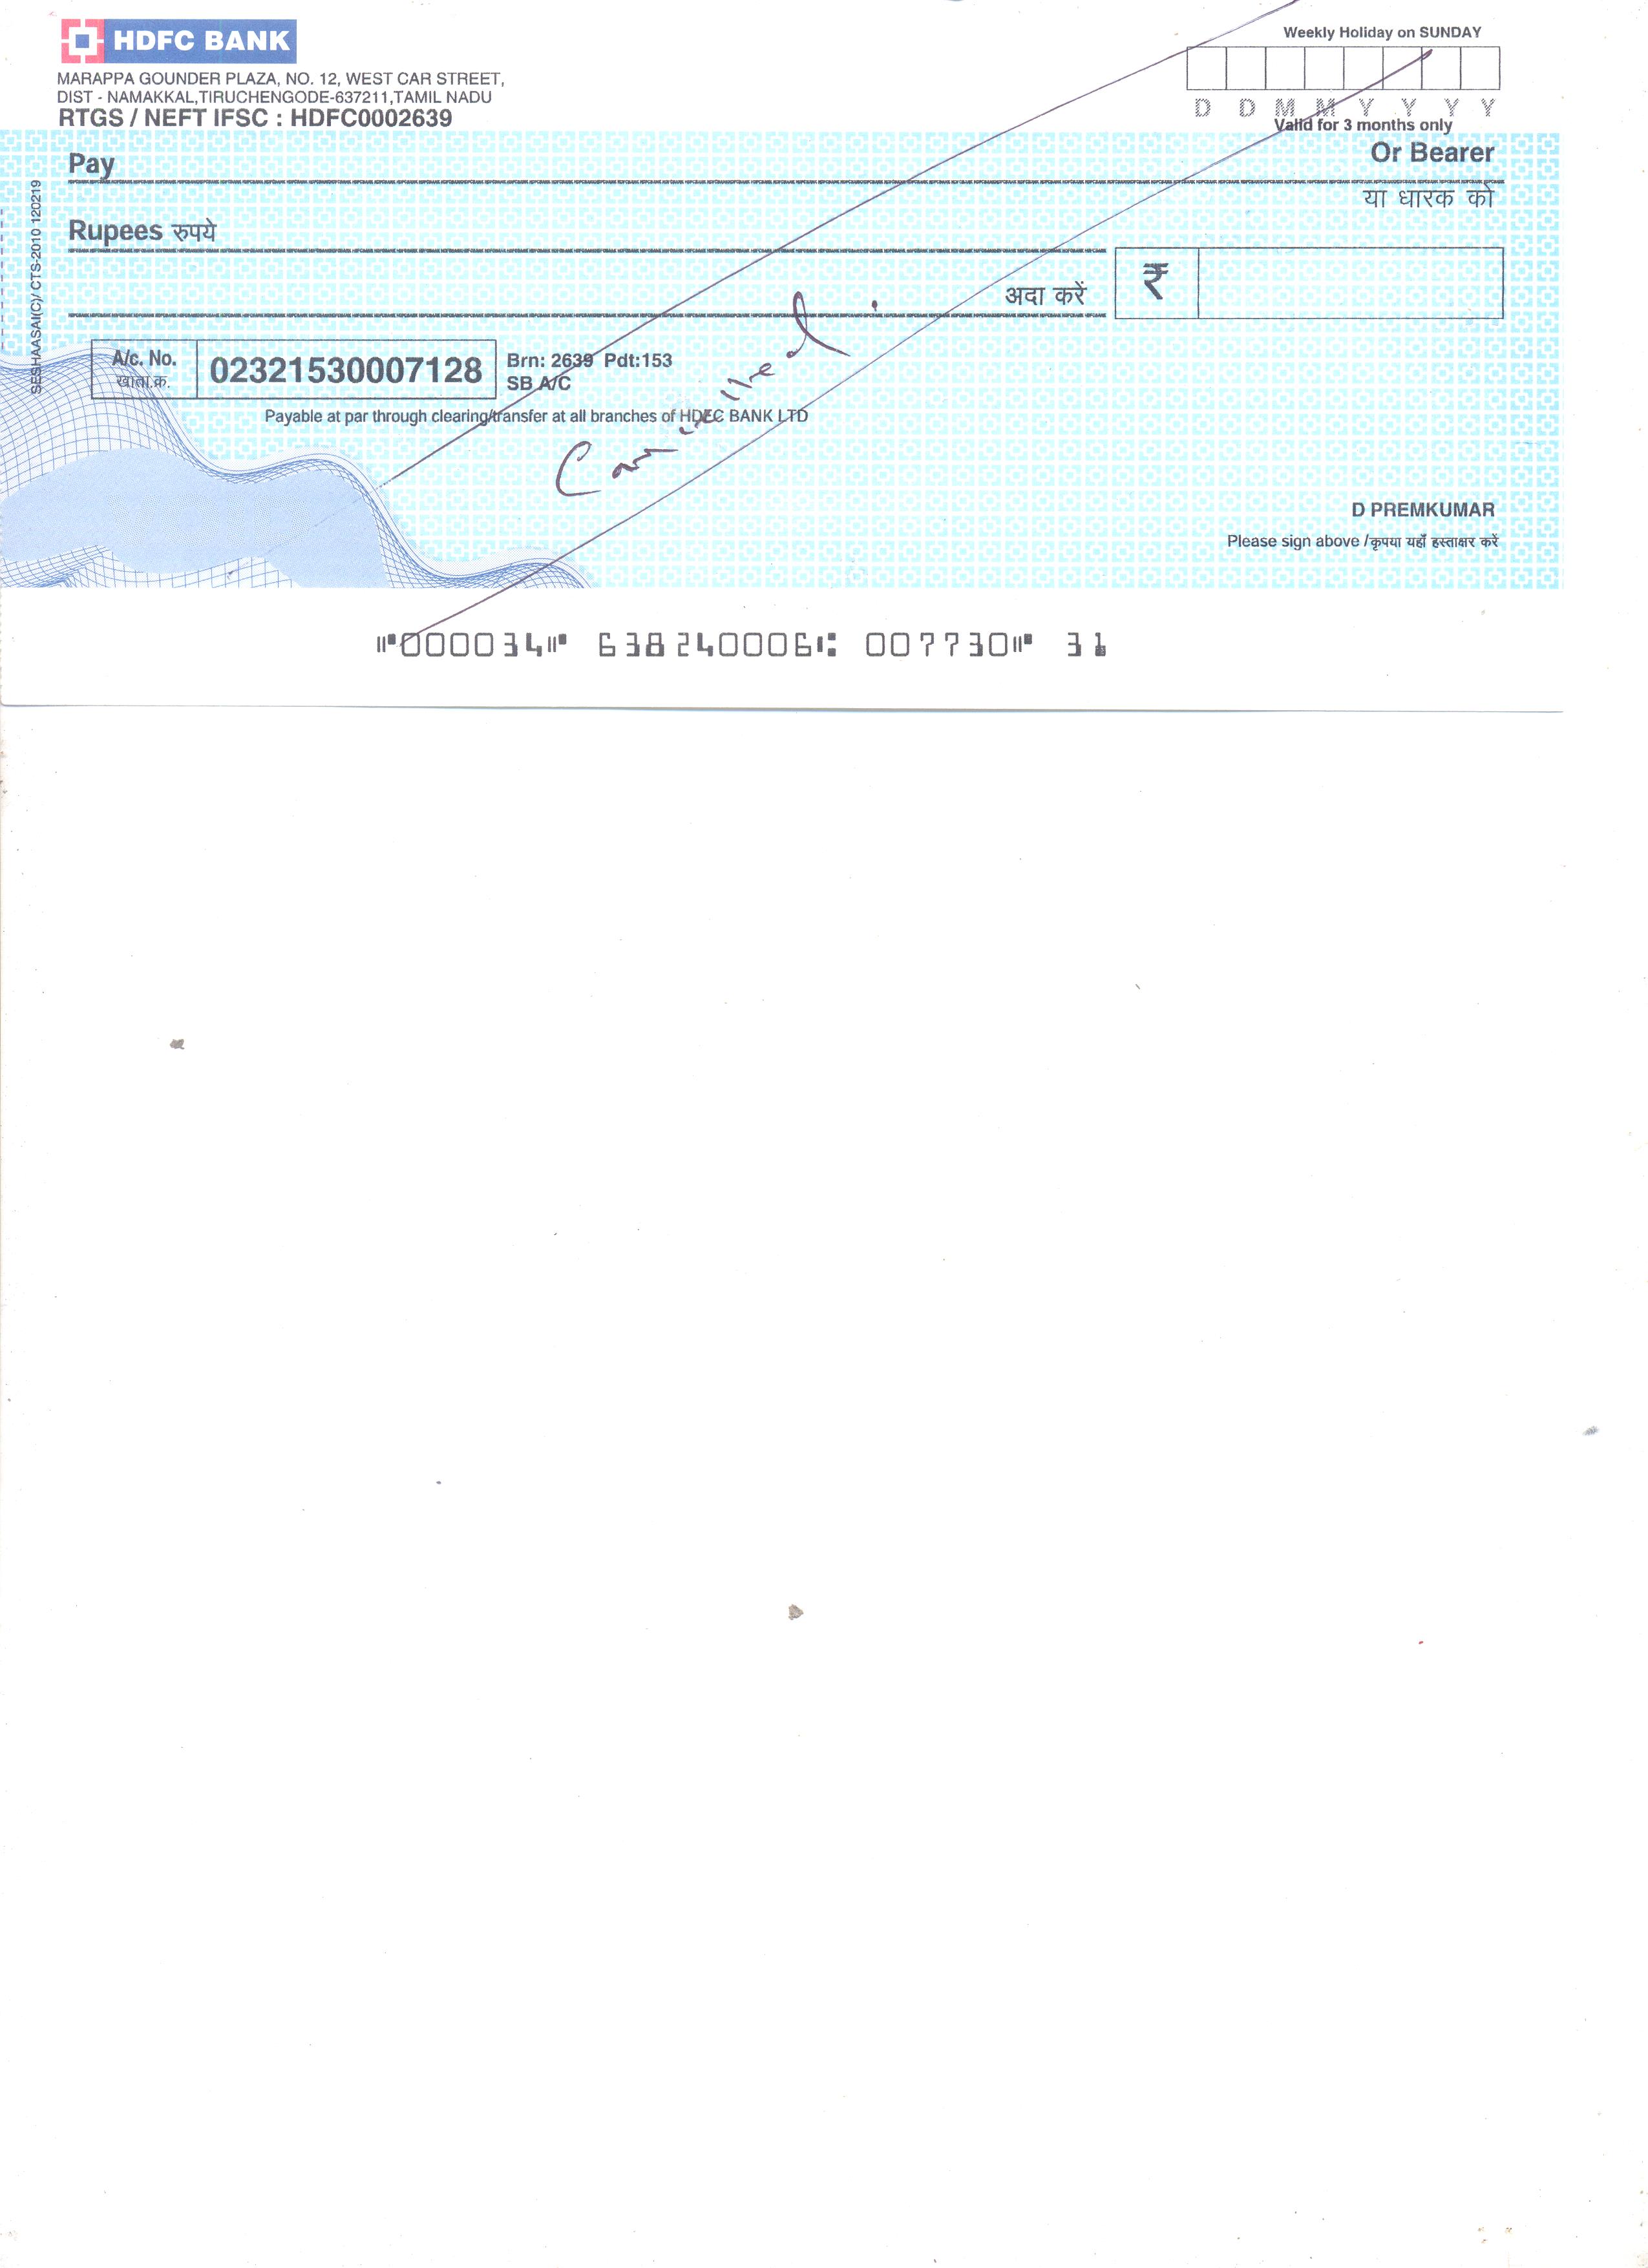 HDFC BANK
MARAPPA GOUNDER PLAZA, NO. 12, WEST CAR STREET,
DIST - NAMAKKAL,TIRUCHENGODE-637211,TAMIL NADU
RTGS / NEFT IFSC : HDFC0002639
Weekly Holiday on SUNDAY
D D M M Y Y Y Y
Valid for 3 months only
Pay
Or Bearer
या धारक को
Rupees रुपये
अदा करें ₹
A/c. No.
खाता.क्र.
02321530007128
Brn: 2639 Pdt:153
SB A/C
Payable at par through clearing/transfer at all branches of HDFC BANK LTD
Cancelled
D PREMKUMAR
Please sign above /कृपया यहाँ हस्ताक्षर करें
SESHAASAI(C)/ CTS-2010 120219
⑈000034⑈ 638240006⑆ 007730⑈ 31